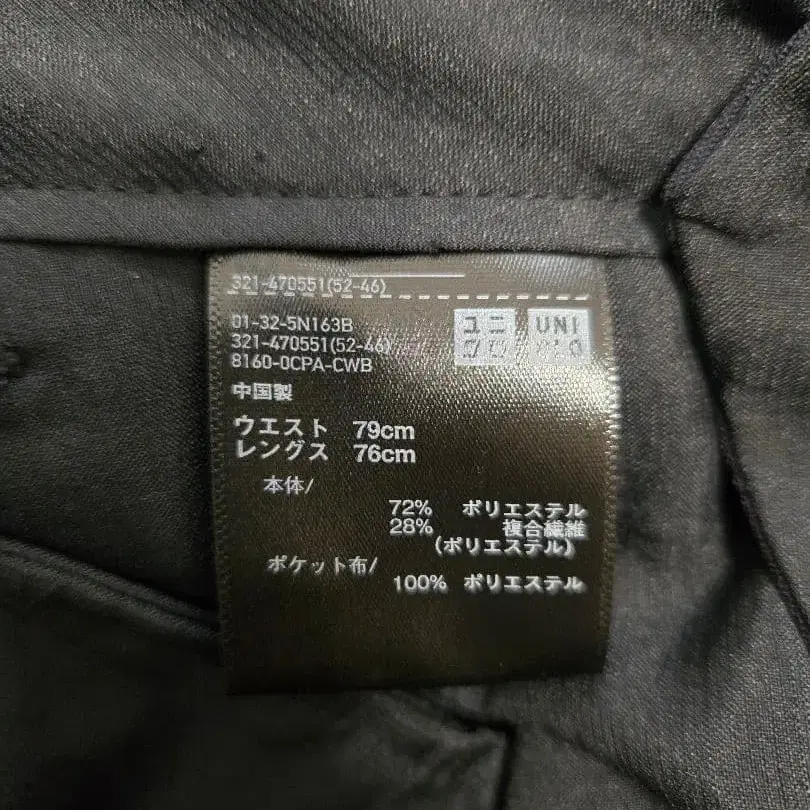 321-470551(52-46)
01-32-5N163B
321-470551(52-46)
8160-0CPA-CWB
ユニクロ
UNIQLO
中国製
ウエスト 79cm
レングス 76cm
本体/
72% ポリエステル
28% 複合繊維
(ポリエステル)
ポケット布/
100% ポリエステル